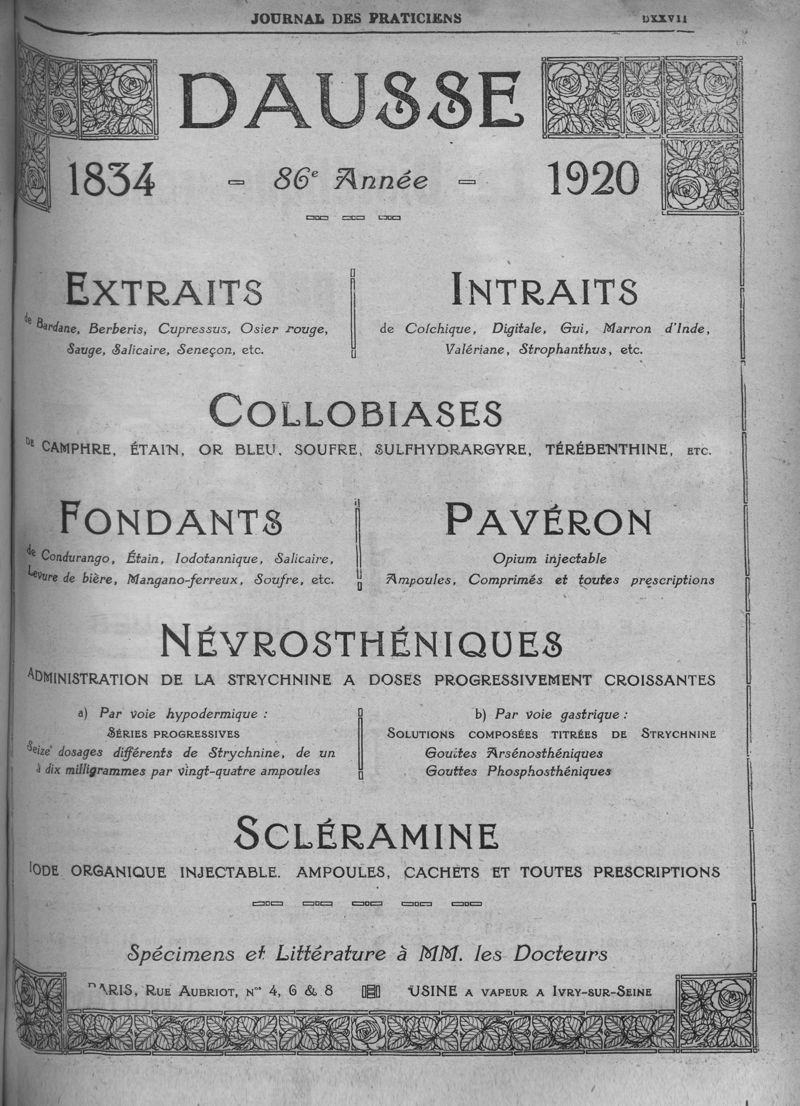 JOURNAL DES PRATICIENS DXXVII
DAUSSE
1834 - 86e Année - 1920
EXTRAITS
de Bardane, Berberis, Cupressus, Osier rouge,
Sauge, Salicaire, Seneçon, etc.
INTRAITS
de Colchique, Digitale, Gui, Marron d'Inde,
Valériane, Strophanthus, etc.
COLLOBIASES
DE CAMPHRE, ÉTAIN, OR BLEU, SOUFRE, SULFHYDRARGYRE, TÉRÉBENTHINE, ETC.
FONDANTS
de Condurango, Étain, Iodotannique, Salicaire,
Levure de bière, Mangano-ferreux, Soufre, etc.
PAVÉRON
Opium injectable
Ampoules, Comprimés et toutes prescriptions
NÉVROSTHÉNIQUES
ADMINISTRATION DE LA STRYCHNINE A DOSES PROGRESSIVEMENT CROISSANTES
a) Par voie hypodermique :
SÉRIES PROGRESSIVES
Seize dosages différents de Strychnine, de un
à dix milligrammes par vingt-quatre ampoules
b) Par voie gastrique :
SOLUTIONS COMPOSÉES TITRÉES DE STRYCHNINE
Gouttes Arsénosthéniques
Gouttes Phosphosthéniques
SCLÉRAMINE
IODE ORGANIQUE INJECTABLE. AMPOULES, CACHETS ET TOUTES PRESCRIPTIONS
Spécimens et Littérature à MM. les Docteurs
PARIS, RUE AUBRIOT, Nos 4, 6 & 8 USINE A VAPEUR A IVRY-SUR-SEINE